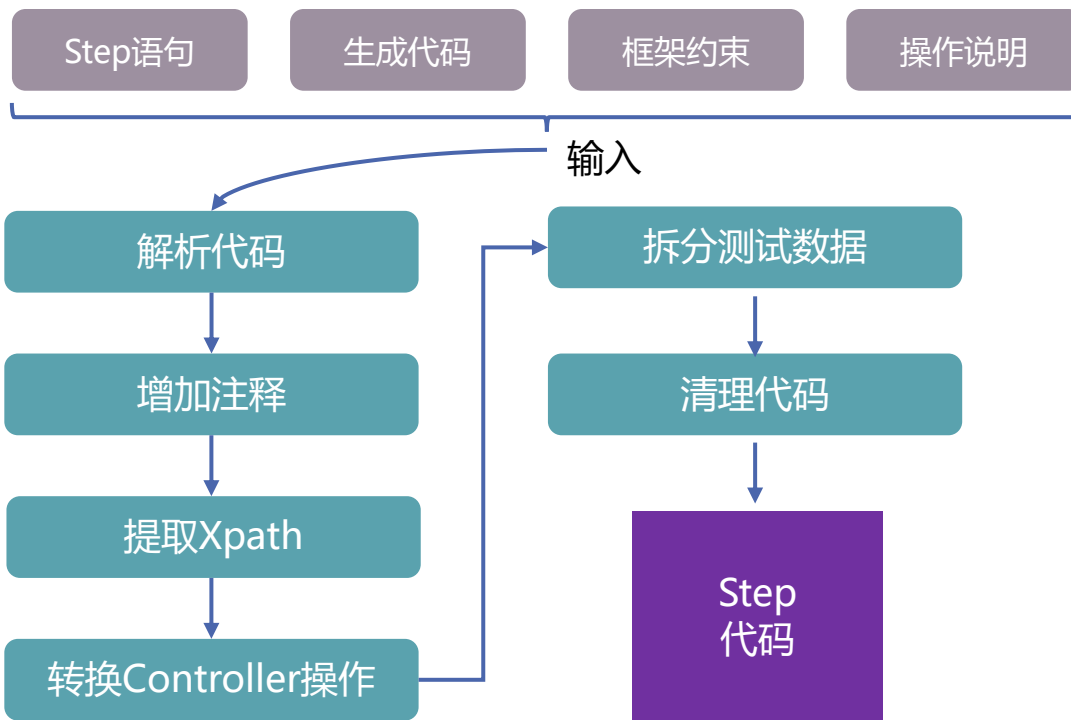 Step语句
生成代码
框架约束
操作说明
输入
解析代码
增加注释
提取Xpath
转换Controller操作
拆分测试数据
清理代码
Step
代码